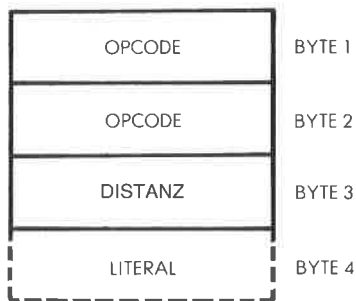 OPCODE BYTE 1
OPCODE BYTE 2
DISTANZ BYTE 3
LITERAL BYTE 4